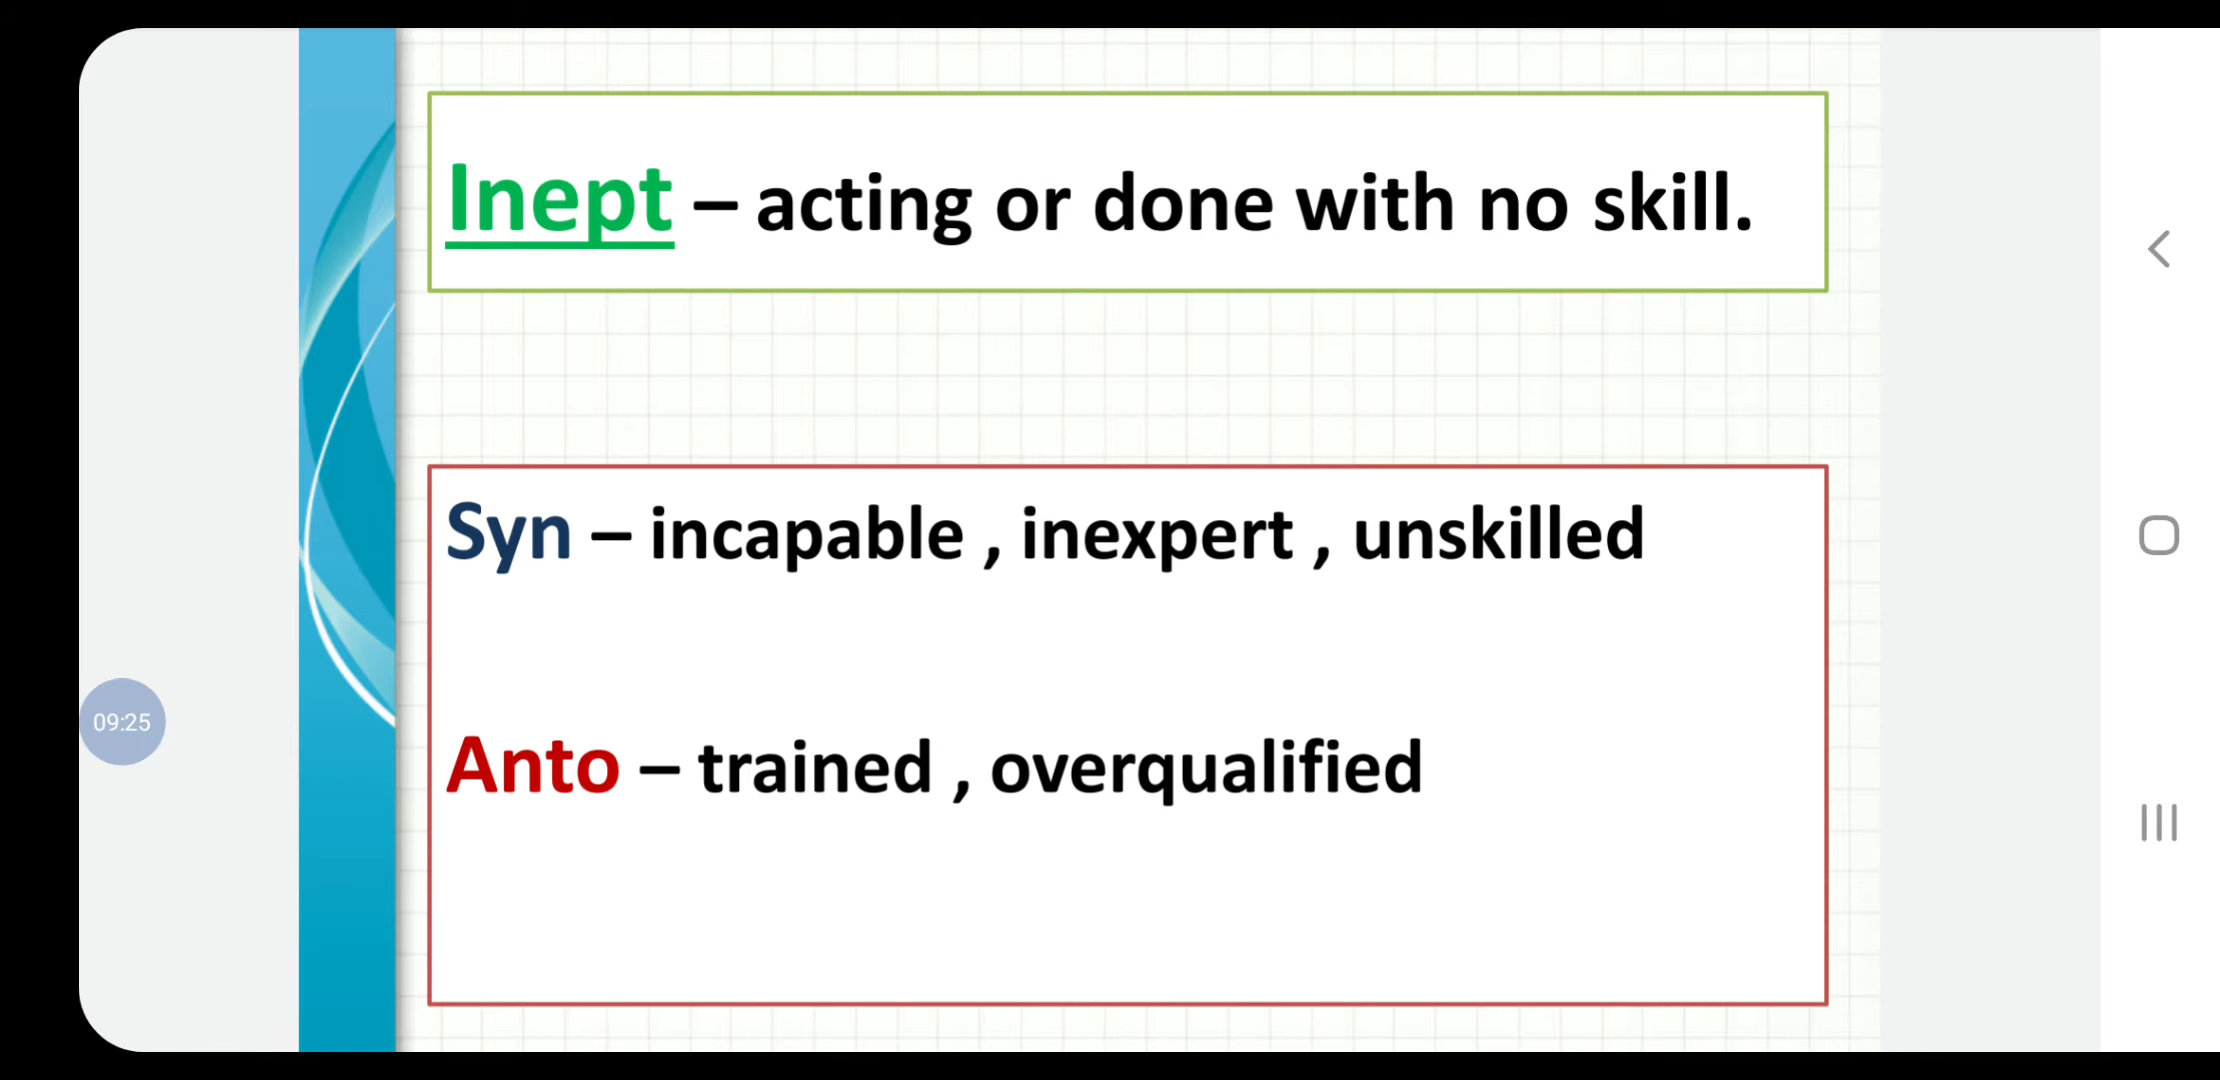 Inept – acting or done with no skill.
Syn – incapable , inexpert , unskilled
Anto – trained , overqualified
09:25